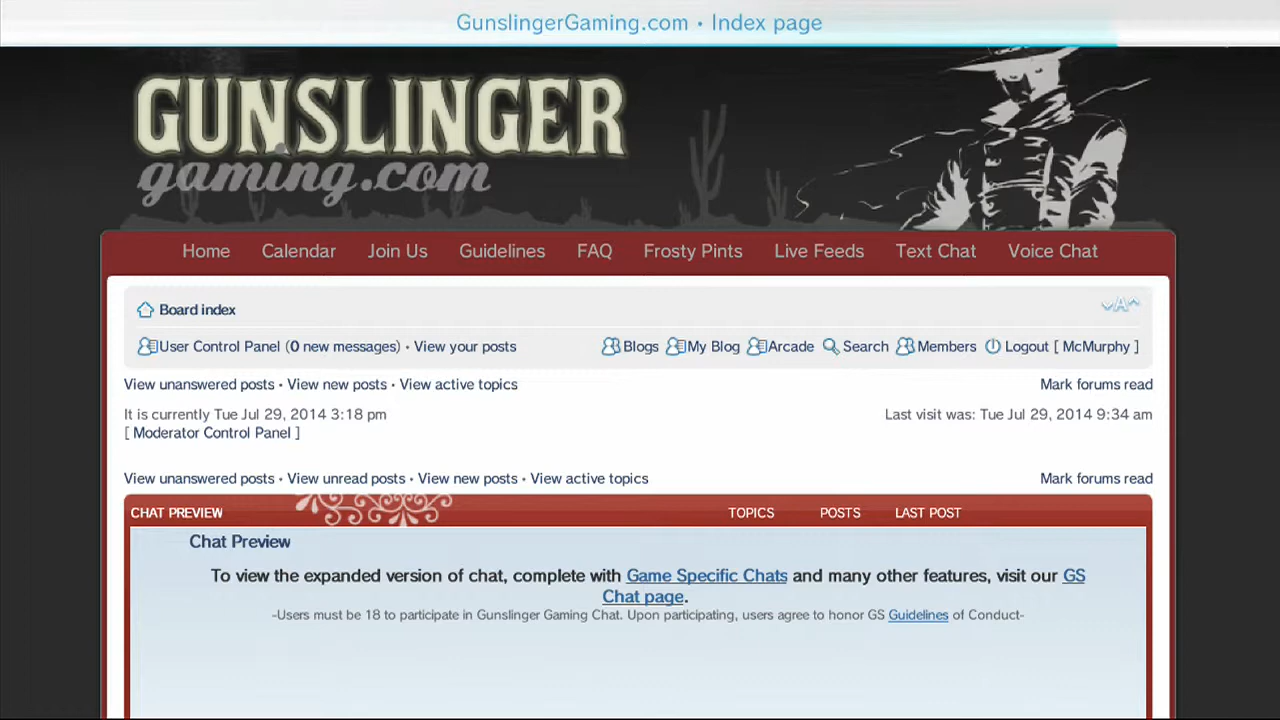 GunslingerGaming.com • Index page
GUNSLINGER
gaming.com
Home Calendar Join Us Guidelines FAQ Frosty Pints Live Feeds Text Chat Voice Chat
Board index
A
User Control Panel (0 new messages) • View your posts Blogs My Blog Arcade Search Members Logout [ McMurphy ]
View unanswered posts • View new posts • View active topics Mark forums read
It is currently Tue Jul 29, 2014 3:18 pm Last visit was: Tue Jul 29, 2014 9:34 am
[ Moderator Control Panel ]
View unanswered posts • View unread posts • View new posts • View active topics Mark forums read
CHAT PREVIEW TOPICS POSTS LAST POST
Chat Preview
To view the expanded version of chat, complete with Game Specific Chats and many other features, visit our GS
Chat page.
-Users must be 18 to participate in Gunslinger Gaming Chat. Upon participating, users agree to honor GS Guidelines of Conduct-